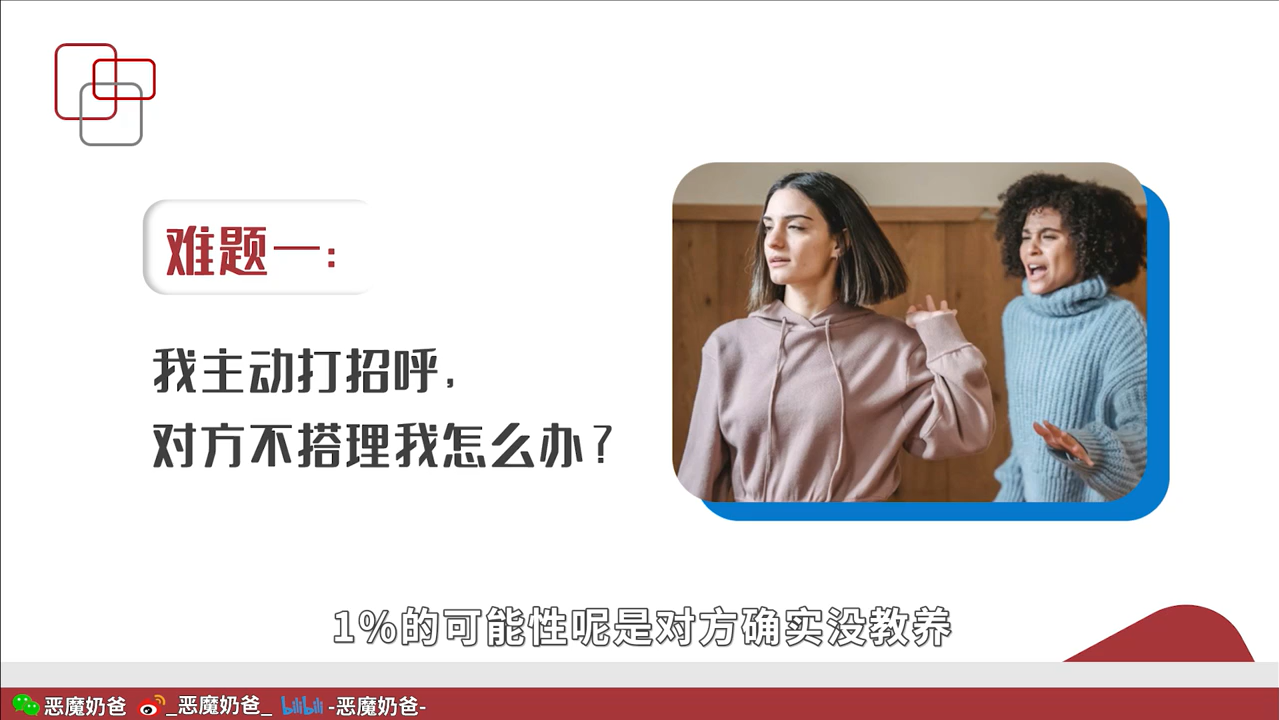 难题一：
我主动打招呼，
对方不搭理我怎么办？
1%的可能性呢是对方确实没教养
恶魔奶爸 _恶魔奶爸_ bilibili -恶魔奶爸-